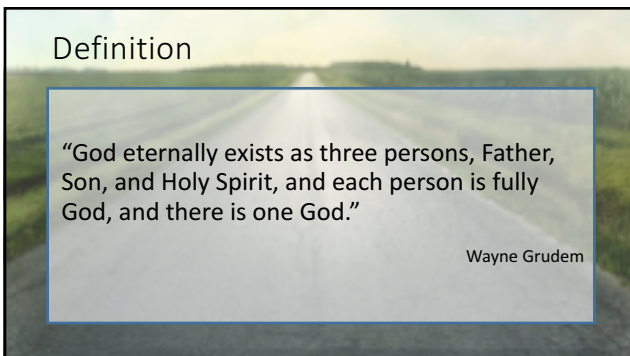 Definition
“God eternally exists as three persons, Father,
Son, and Holy Spirit, and each person is fully
God, and there is one God.”
Wayne Grudem